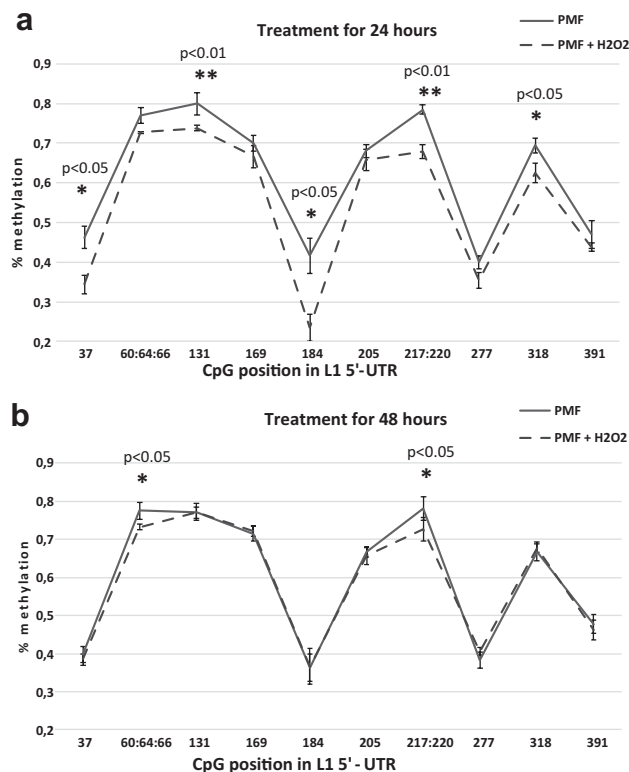 a
Treatment for 24 hours
PMF
PMF + H2O2
% methylation
0,9
0,8
0,7
0,6
0,5
0,4
0,3
0,2
p<0.05
*
p<0.01
**
p<0.05
*
p<0.01
**
p<0.05
*
37 60:64:66 131 169 184 205 217:220 277 318 391
CpG position in L1 5'-UTR
b
Treatment for 48 hours
PMF
PMF + H2O2
% methylation
0,9
0,8
0,7
0,6
0,5
0,4
0,3
0,2
p<0.05
*
p<0.05
*
37 60:64:66 131 169 184 205 217:220 277 318 391
CpG position in L1 5' - UTR